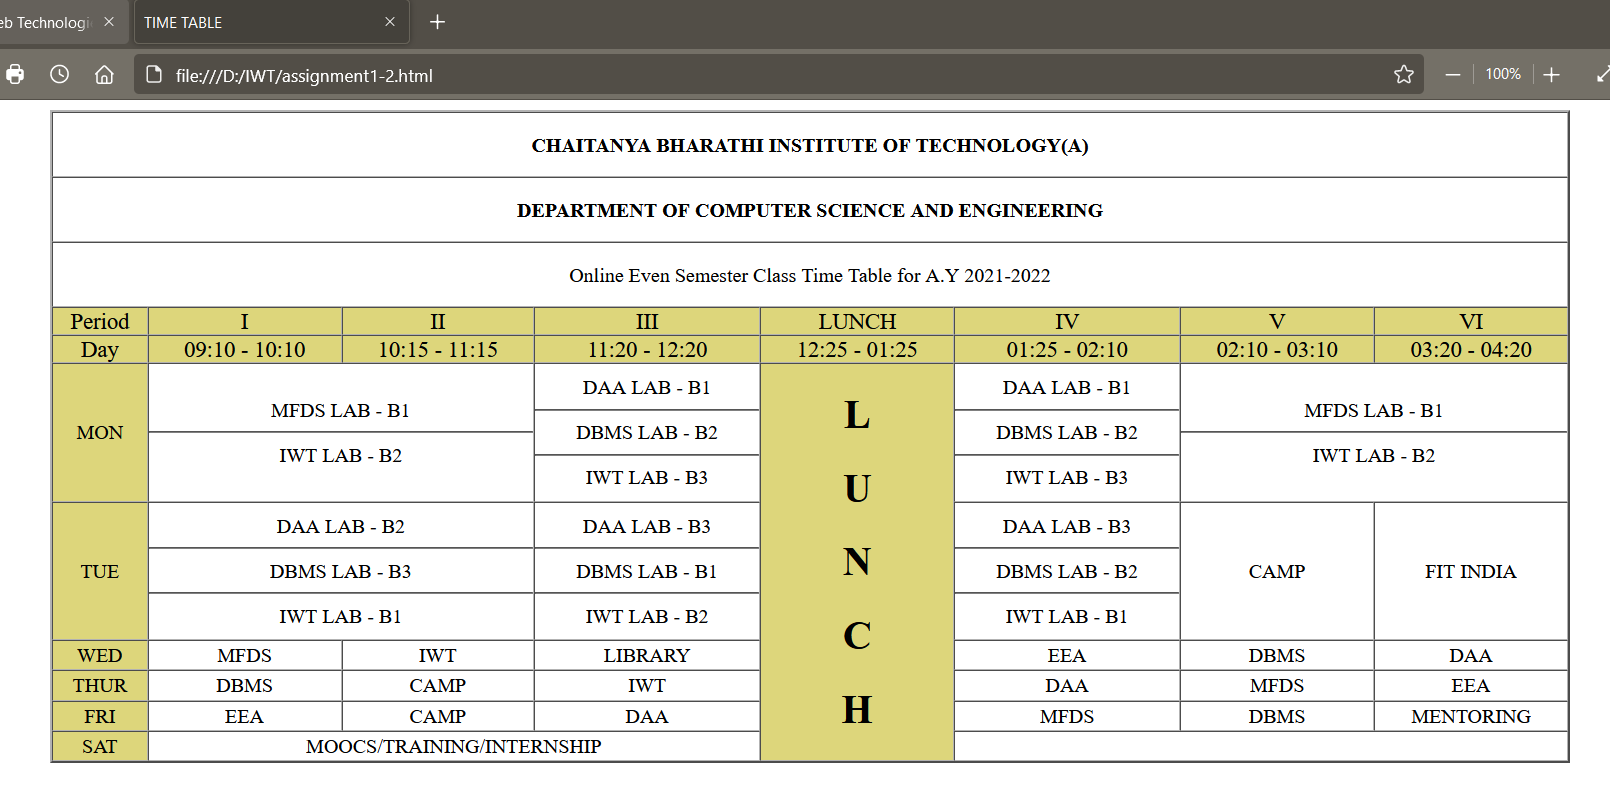 eb Technologi
TIME TABLE
file:///D:/IWT/assignment1-2.html
100%
CHAITANYA BHARATHI INSTITUTE OF TECHNOLOGY(A)
DEPARTMENT OF COMPUTER SCIENCE AND ENGINEERING
Online Even Semester Class Time Table for A.Y 2021-2022
Period I II III LUNCH IV V VI
Day 09:10 - 10:10 10:15 - 11:15 11:20 - 12:20 12:25 - 01:25 01:25 - 02:10 02:10 - 03:10 03:20 - 04:20
MON
MFDS LAB - B1
IWT LAB - B2
DAA LAB - B1
DBMS LAB - B2
IWT LAB - B3
L
U
N
C
H
DAA LAB - B1
DBMS LAB - B2
IWT LAB - B3
MFDS LAB - B1
IWT LAB - B2
TUE
DAA LAB - B2
DBMS LAB - B3
IWT LAB - B1
DAA LAB - B3
DBMS LAB - B1
IWT LAB - B2
DAA LAB - B3
DBMS LAB - B2
IWT LAB - B1
CAMP
FIT INDIA
WED MFDS IWT LIBRARY EEA DBMS DAA
THUR DBMS CAMP IWT DAA MFDS EEA
FRI EEA CAMP DAA MFDS DBMS MENTORING
SAT MOOCS/TRAINING/INTERNSHIP